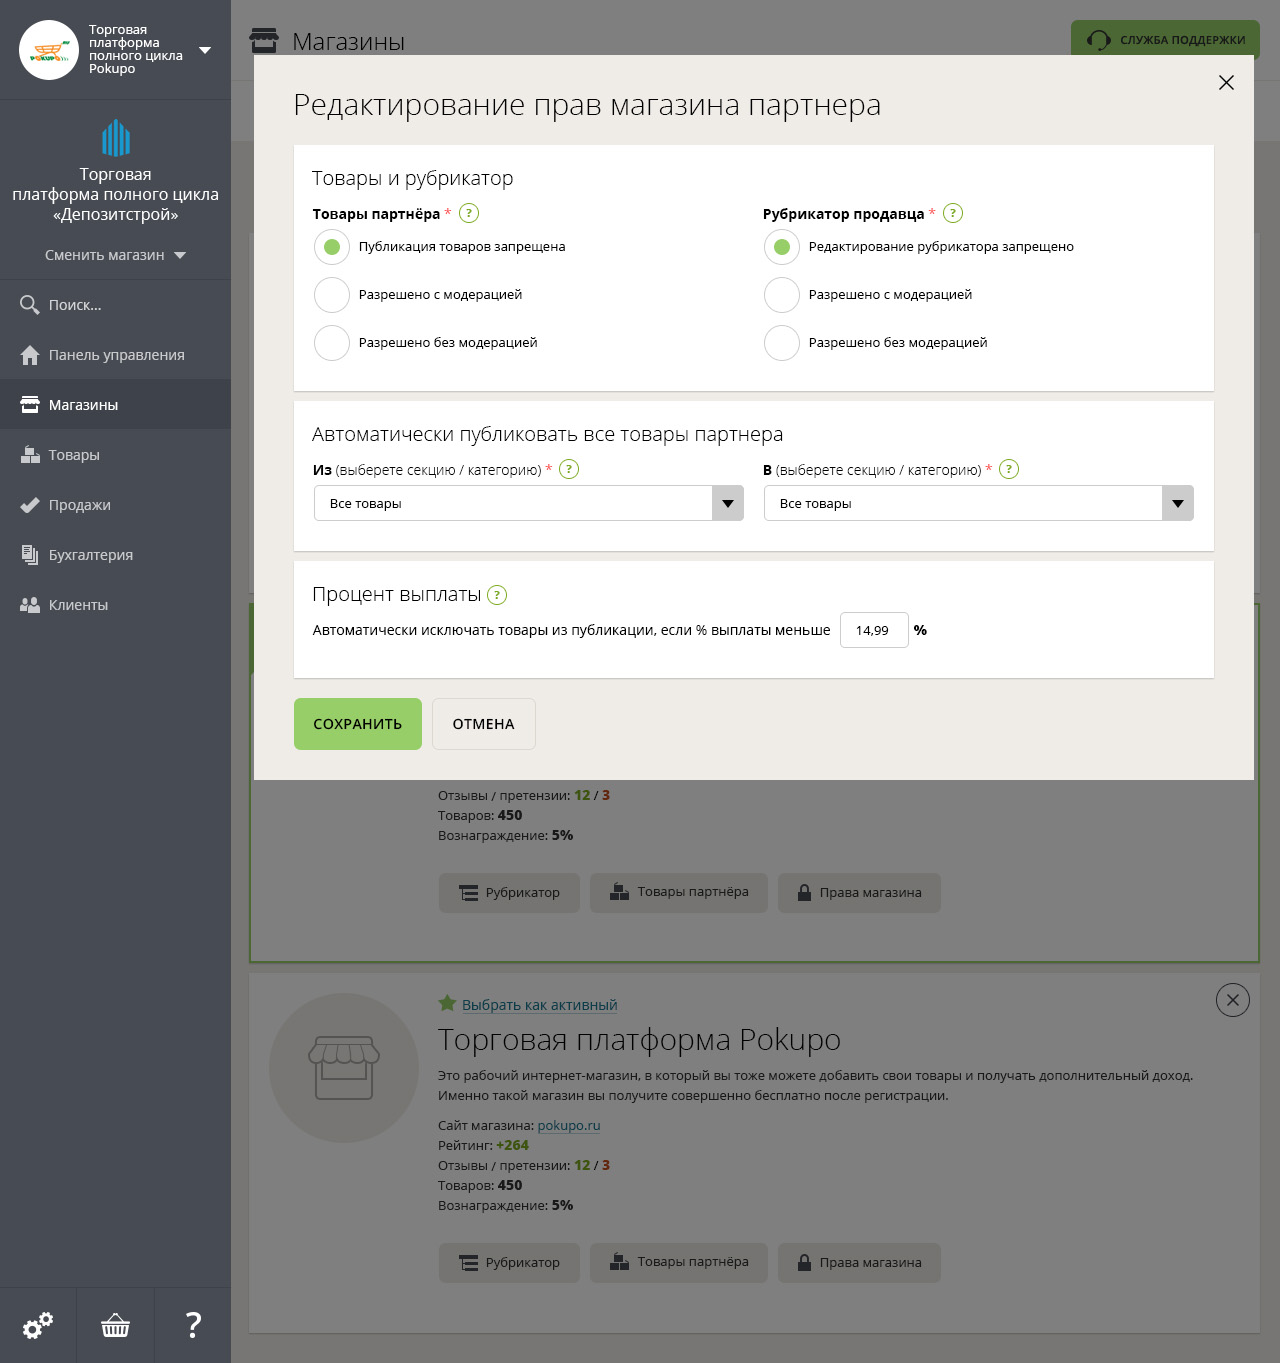 Торговая
платформа
полного цикла
Pokupo
POKUPO
Торговая
платформа полного цикла
«Депозитстрой»
Сменить магазин
Поиск...
Панель управления
Магазины
Товары
Продажи
Бухгалтерия
Клиенты
?
Магазины
СЛУЖБА ПОДДЕРЖКИ
Редактирование прав магазина партнера
Товары и рубрикатор
Товары партнёра * ?
Публикация товаров запрещена
Разрешено с модерацией
Разрешено без модерацией
Рубрикатор продавца * ?
Редактирование рубрикатора запрещено
Разрешено с модерацией
Разрешено без модерацией
Автоматически публиковать все товары партнера
Из (выберете секцию / категорию) * ?
Все товары
В (выберете секцию / категорию) * ?
Все товары
Процент выплаты ?
Автоматически исключать товары из публикации, если % выплаты меньше 14,99 %
СОХРАНИТЬ
ОТМЕНА
Отзывы / претензии: 12 / 3
Товаров: 450
Вознаграждение: 5%
Рубрикатор
Товары партнёра
Права магазина
Выбрать как активный
Торговая платформа Pokupo
Это рабочий интернет-магазин, в который вы тоже можете добавить свои товары и получать дополнительный доход.
Именно такой магазин вы получите совершенно бесплатно после регистрации.
Сайт магазина: pokupo.ru
Рейтинг: +264
Отзывы / претензии: 12 / 3
Товаров: 450
Вознаграждение: 5%
Рубрикатор
Товары партнёра
Права магазина